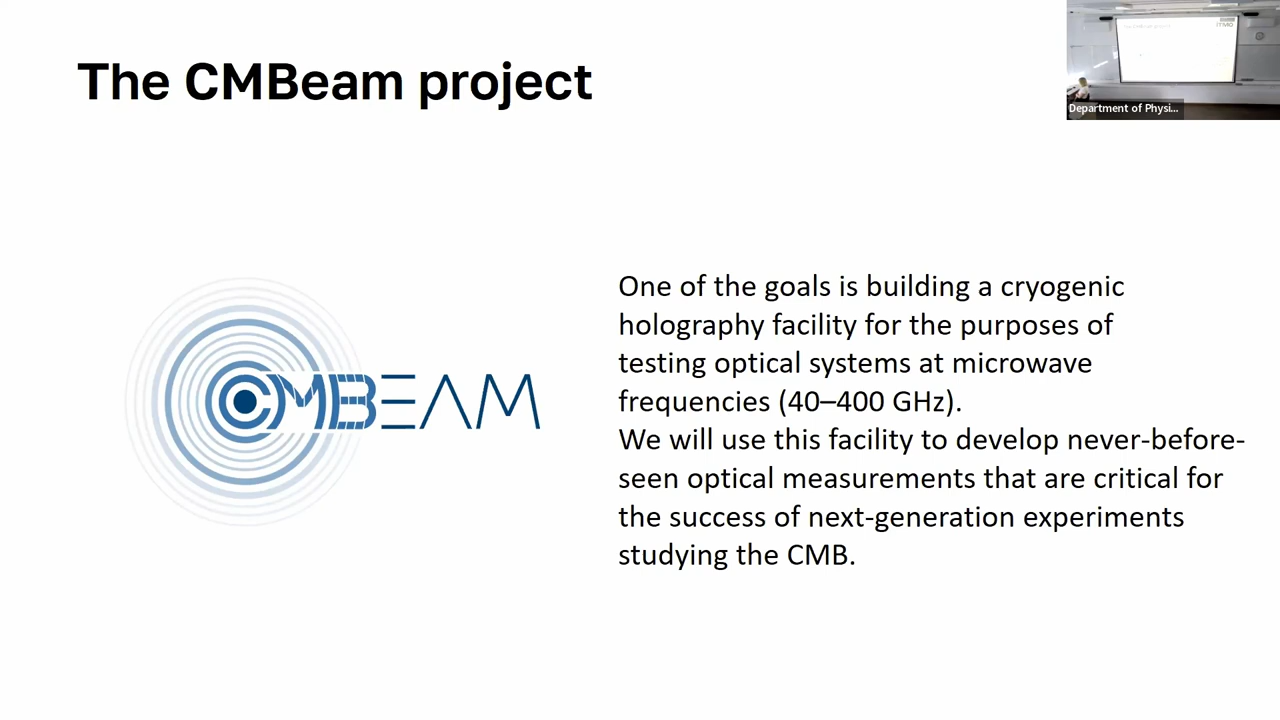 The CMBeam project
Department of Physi...
ITMO
CMBEAM
One of the goals is building a cryogenic
holography facility for the purposes of
testing optical systems at microwave
frequencies (40–400 GHz).
We will use this facility to develop never-before-
seen optical measurements that are critical for
the success of next-generation experiments
studying the CMB.